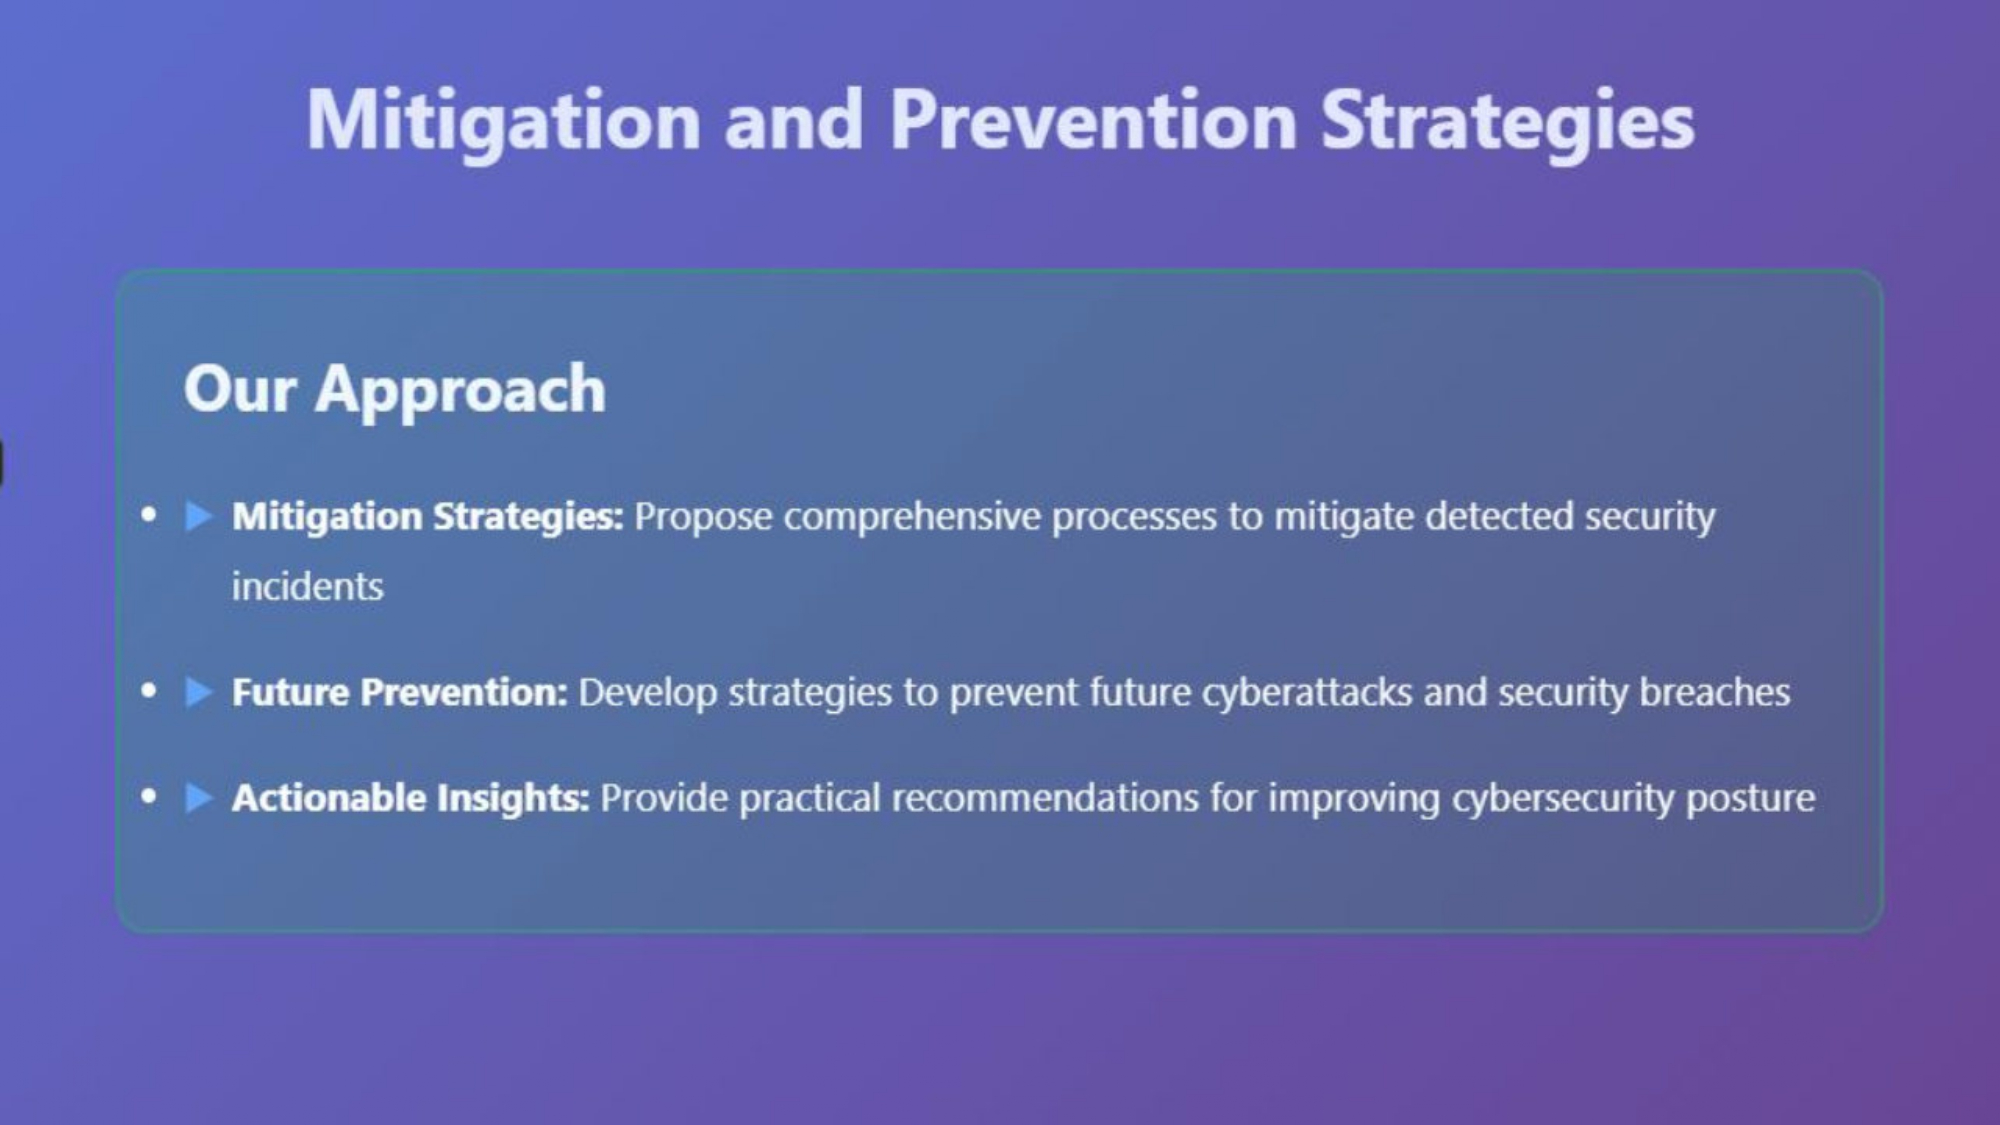 Mitigation and Prevention Strategies
Our Approach
• ▶ Mitigation Strategies: Propose comprehensive processes to mitigate detected security
incidents
• ▶ Future Prevention: Develop strategies to prevent future cyberattacks and security breaches
• ▶ Actionable Insights: Provide practical recommendations for improving cybersecurity posture